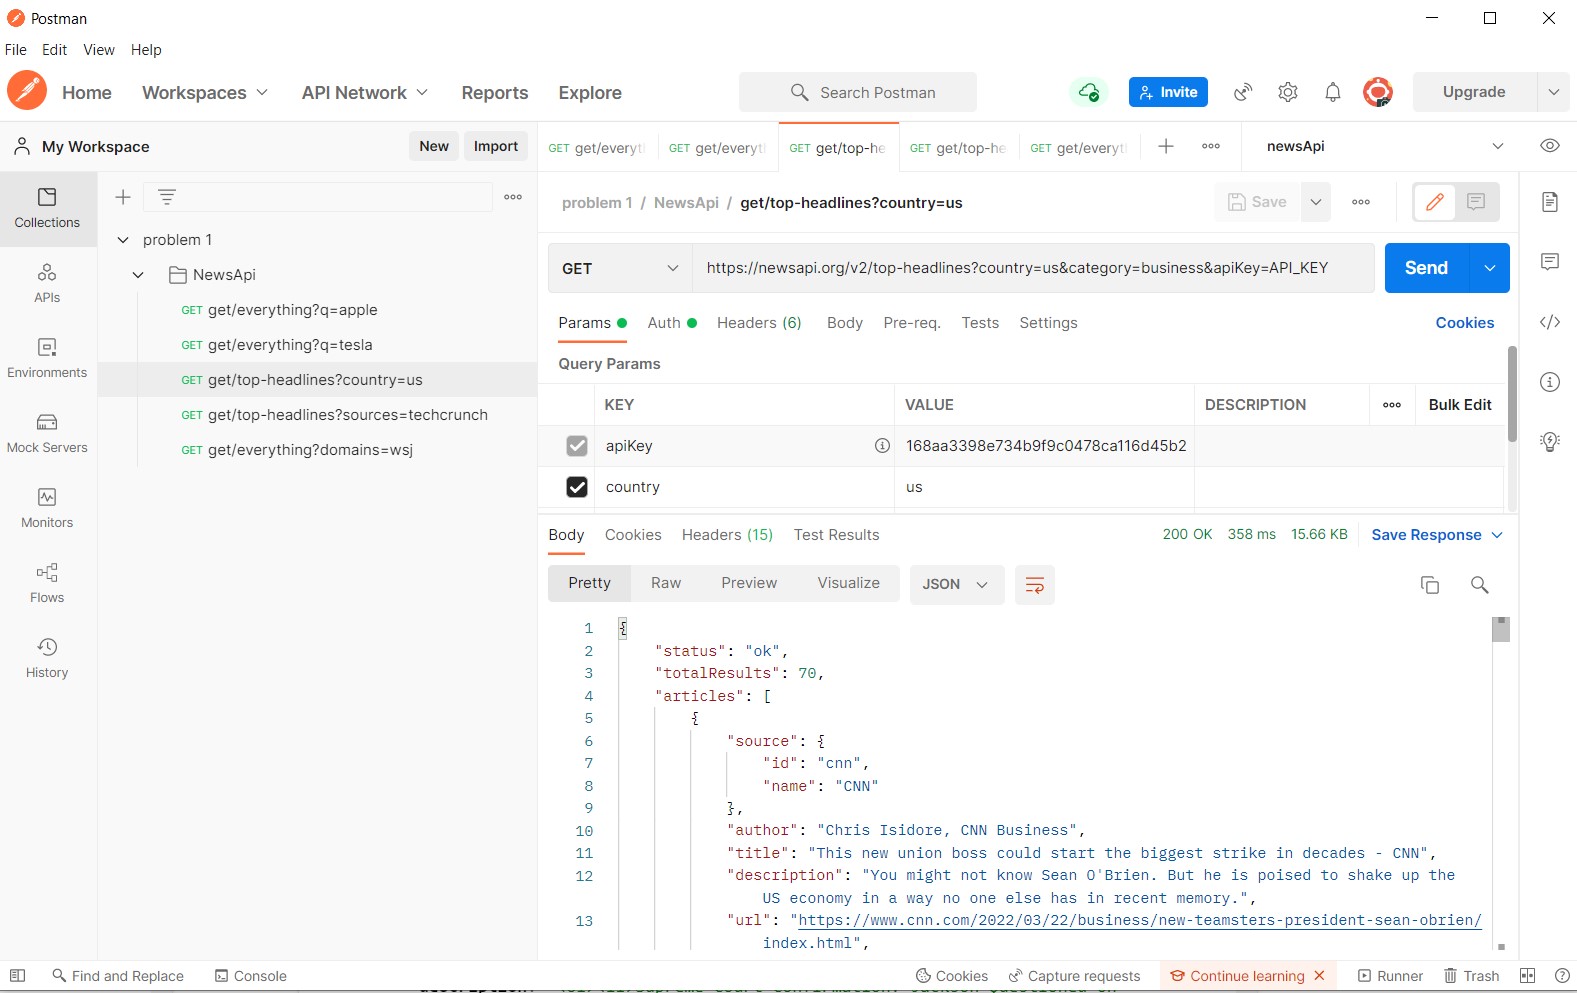 Postman
File Edit View Help
Home Workspaces API Network Reports Explore Search Postman Invite Upgrade
My Workspace New Import
GET get/everyt GET get/everyt GET get/top-he GET get/top-he GET get/everyt newsApi
Collections
APIs
Environments
Mock Servers
Monitors
Flows
History
problem 1
NewsApi
GET get/everything?q=apple
GET get/everything?q=tesla
GET get/top-headlines?country=us
GET get/top-headlines?sources=techcrunch
GET get/everything?domains=wsj
problem 1 / NewsApi / get/top-headlines?country=us Save
GET https://newsapi.org/v2/top-headlines?country=us&category=business&apiKey=API_KEY Send
Params Auth Headers (6) Body Pre-req. Tests Settings Cookies
Query Params
KEY VALUE DESCRIPTION Bulk Edit
apiKey 168aa3398e734b9f9c0478ca116d45b2
country us
Body Cookies Headers (15) Test Results 200 OK 358 ms 15.66 KB Save Response
Pretty Raw Preview Visualize JSON
1 {
2 "status": "ok",
3 "totalResults": 70,
4 "articles": [
5 {
6 "source": {
7 "id": "cnn",
8 "name": "CNN"
9 },
10 "author": "Chris Isidore, CNN Business",
11 "title": "This new union boss could start the biggest strike in decades - CNN",
12 "description": "You might not know Sean O'Brien. But he is poised to shake up the
US economy in a way no one else has in recent memory.",
13 "url": "https://www.cnn.com/2022/03/22/business/new-teamsters-president-sean-obrien/
index.html",
Find and Replace Console Cookies Capture requests Continue learning Runner Trash